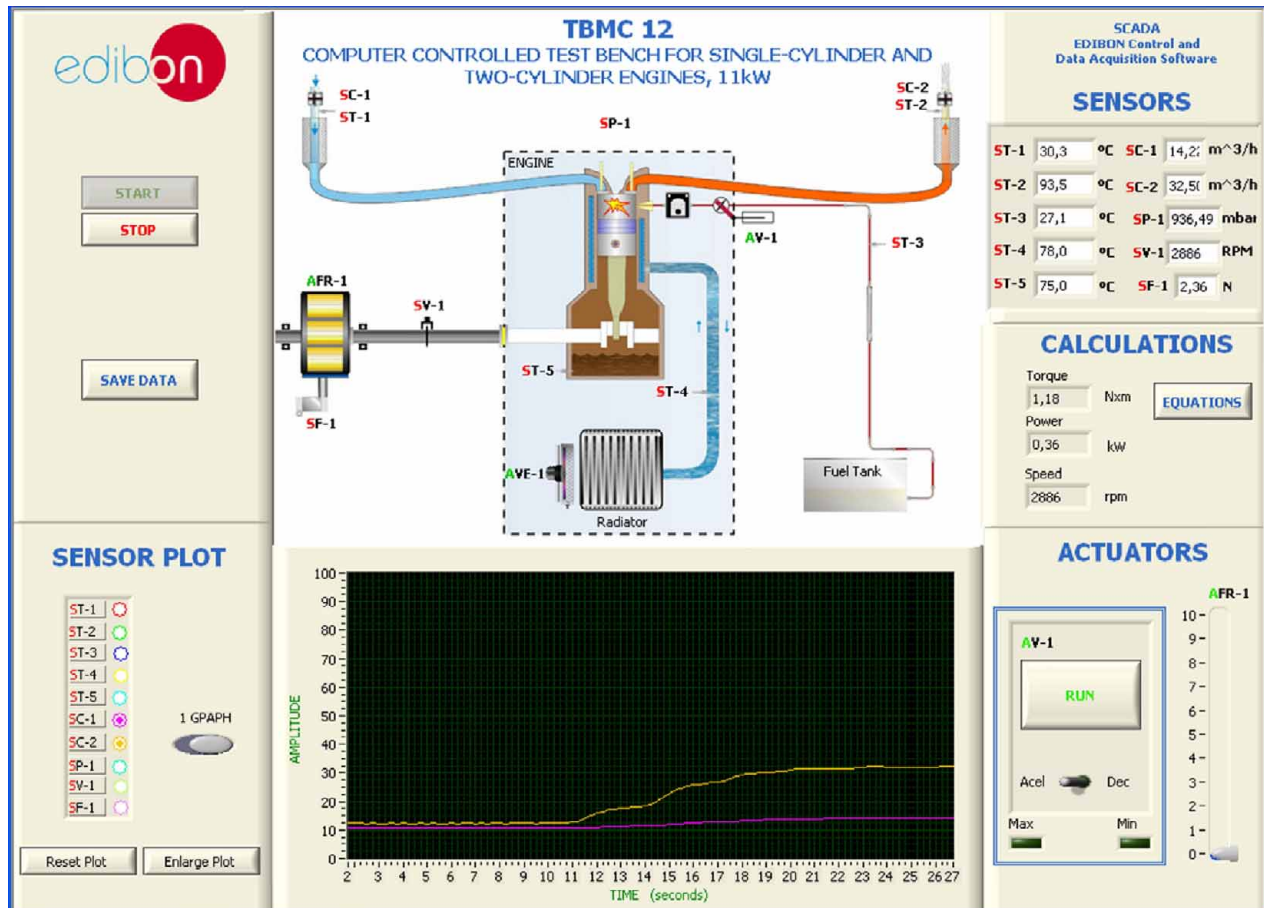 edibon
START
STOP
SAVE DATA
TBMC 12
COMPUTER CONTROLLED TEST BENCH FOR SINGLE-CYLINDER AND
TWO-CYLINDER ENGINES, 11kW
SC-1
ST-1
SP-1
SC-2
ST-2
ENGINE
AV-1
ST-3
AFR-1
SV-1
SF-1
ST-5
ST-4
AVE-1
Radiator
Fuel Tank
SCADA
EDIBON Control and
Data Acquisition Software
SENSORS
ST-1 30,3 ºC SC-1 14,2 m^3/h
ST-2 93,5 ºC SC-2 32,5 m^3/h
ST-3 27,1 ºC SP-1 936,49 mbar
ST-4 78,0 ºC SV-1 2886 RPM
ST-5 75,0 ºC SF-1 2,36 N
CALCULATIONS
Torque
1,18 Nxm
EQUATIONS
Power
0,36 kW
Speed
2886 rpm
SENSOR PLOT
ST-1
ST-2
ST-3
ST-4
ST-5
SC-1
SC-2
SP-1
SV-1
SF-1
1 GPAPH
Reset Plot
Enlarge Plot
AMPLITUDE
100
90
80
70
60
50
40
30
20
10
0
2 3 4 5 6 7 8 9 10 11 12 13 14 15 16 17 18 19 20 21 22 23 24 25 26 27
TIME (seconds)
ACTUATORS
AV-1
RUN
Acel
Dec
Max
Min
AFR-1
10
9
8
7
6
5
4
3
2
1
0